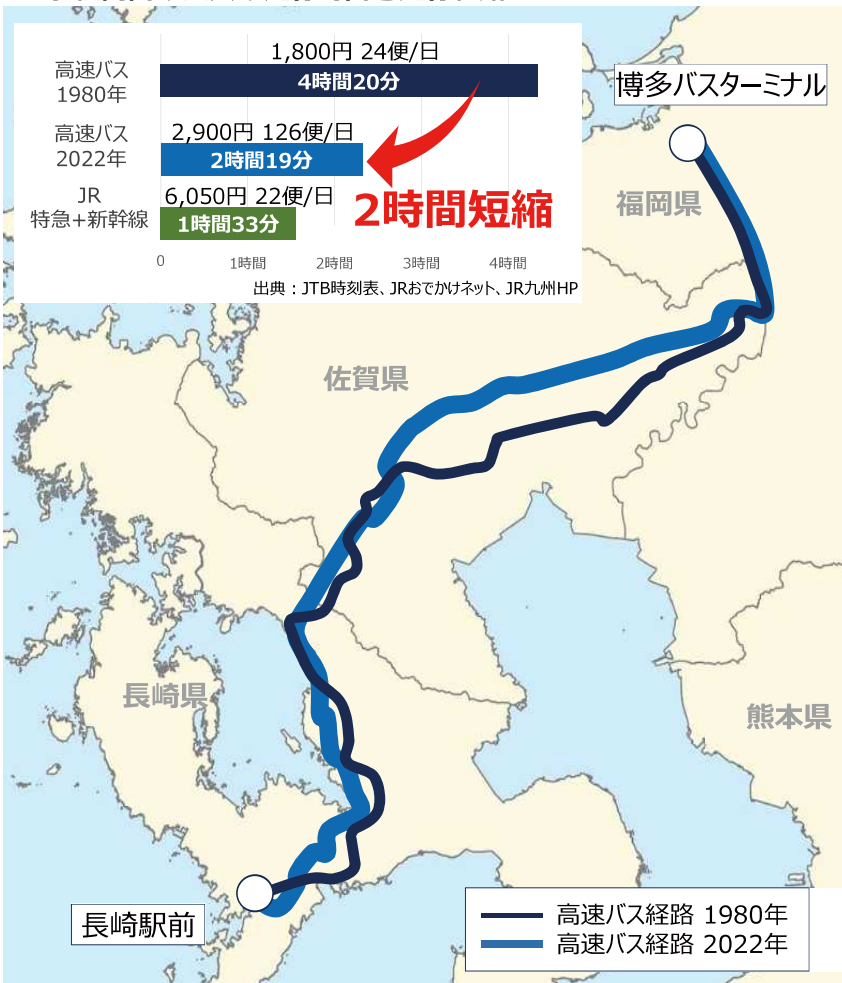 1,800円 24便/日
高速バス
1980年
4時間20分
博多バスターミナル
高速バス
2022年
2,900円 126便/日
2時間19分
JR
特急+新幹線
6,050円 22便/日
1時間33分
2時間短縮
0
1時間
2時間
3時間
4時間
出典：JTB時刻表、JRおでかけネット、JR九州HP
福岡県
佐賀県
長崎県
熊本県
長崎駅前
高速バス経路 1980年
高速バス経路 2022年